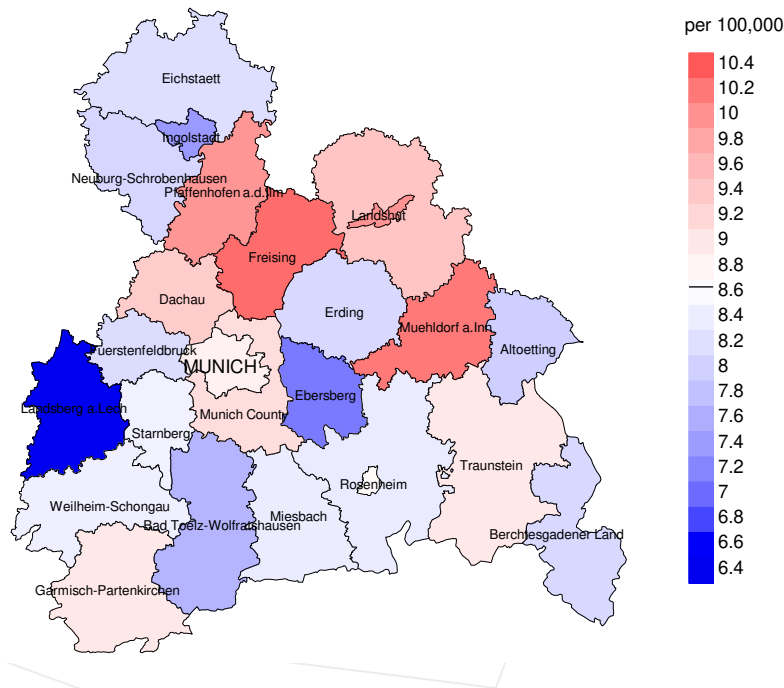 per 100,000
10.4
10.2
10
9.8
9.6
9.4
9.2
9
8.8
8.6
8.4
8.2
8
7.8
7.6
7.4
7.2
7
6.8
6.6
6.4
Eichstaett
Ingolstadt
Neuburg-Schrobenhausen
Pfaffenhofen a.d.Ilm
Landshut
Freising
Dachau
Erding
Muehldorf a.Inn
Altoetting
Fuerstenfeldbruck
MUNICH
Ebersberg
Landsberg a.Lech
Munich County
Starnberg
Traunstein
Rosenheim
Weilheim-Schongau
Miesbach
Bad Toelz-Wolfratshausen
Berchtesgadener Land
Garmisch-Partenkirchen